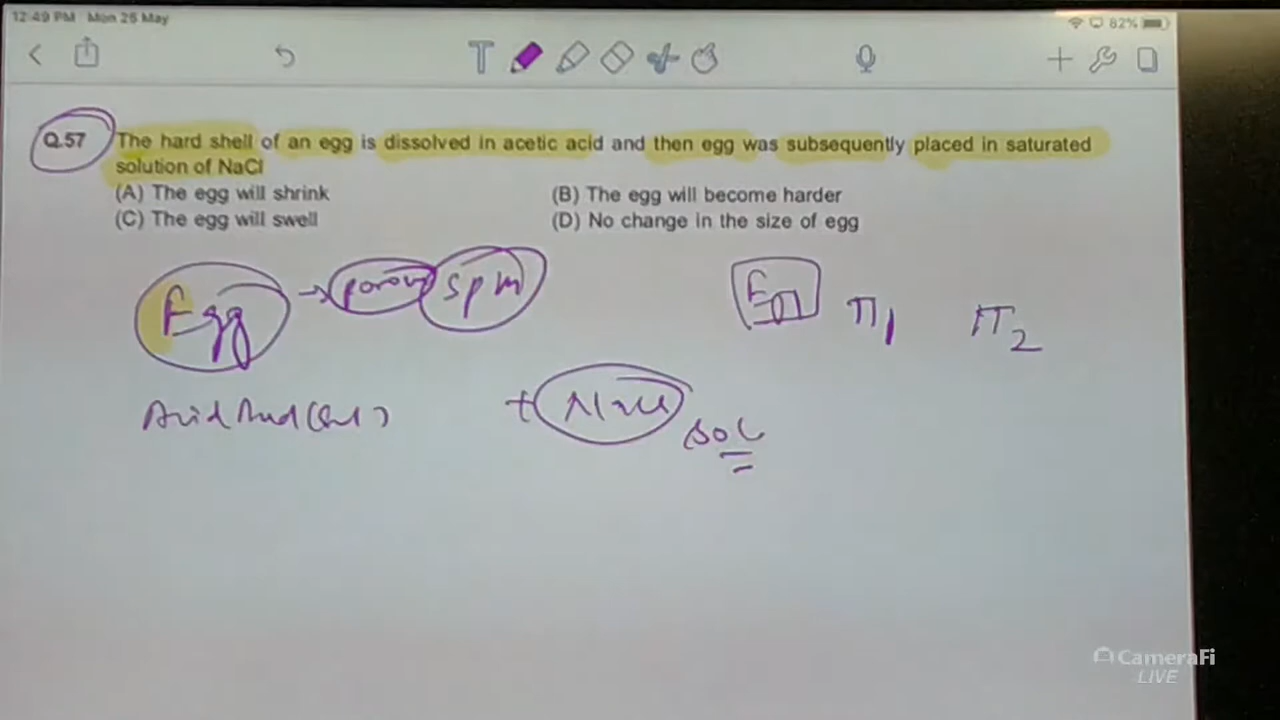 12:49 PM Mon 25 May
82%
T
Q.57 The hard shell of an egg is dissolved in acetic acid and then egg was subsequently placed in saturated
solution of NaCl
(A) The egg will shrink (B) The egg will become harder
(C) The egg will swell (D) No change in the size of egg
Egg → porous spm
Egg π1 π2
+ NaCl
sol
CameraFi
LIVE